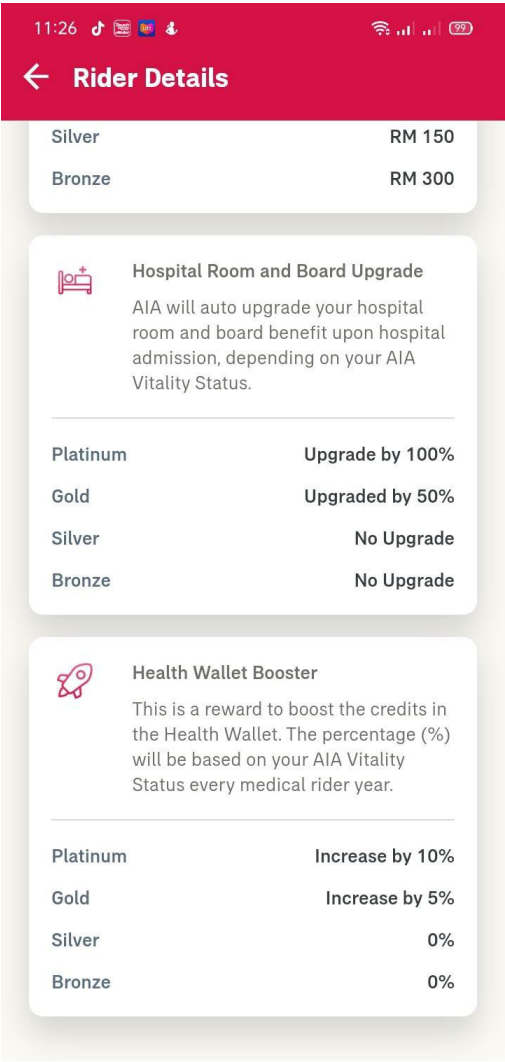 11:26
99
Rider Details
Silver RM 150
Bronze RM 300
Hospital Room and Board Upgrade
AIA will auto upgrade your hospital
room and board benefit upon hospital
admission, depending on your AIA
Vitality Status.
Platinum Upgrade by 100%
Gold Upgraded by 50%
Silver No Upgrade
Bronze No Upgrade
Health Wallet Booster
This is a reward to boost the credits in
the Health Wallet. The percentage (%)
will be based on your AIA Vitality
Status every medical rider year.
Platinum Increase by 10%
Gold Increase by 5%
Silver 0%
Bronze 0%